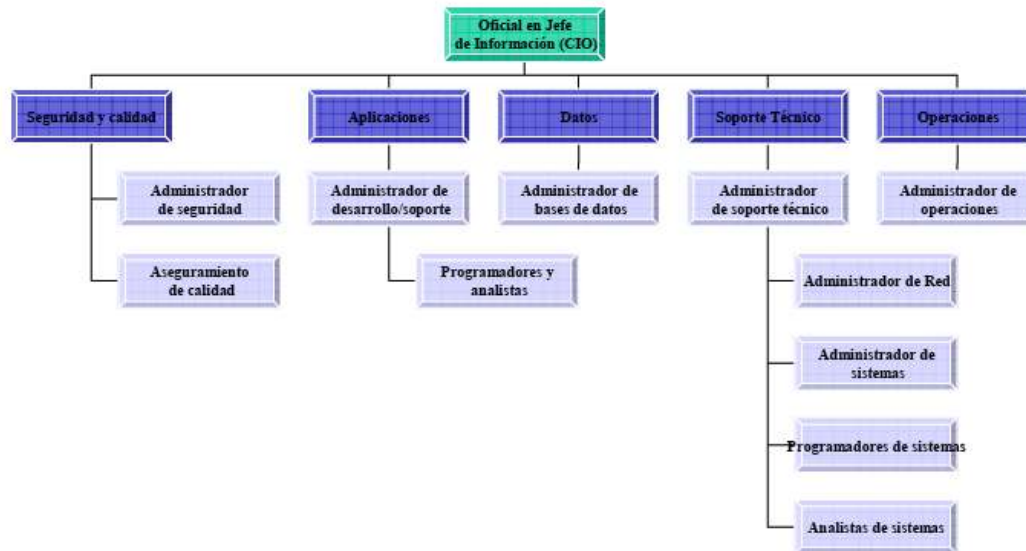 Oficial en Jefe
de Información (CIO)
Seguridad y calidad
Aplicaciones
Datos
Soporte Técnico
Operaciones
Administrador
de seguridad
Administrador de
desarrollo/soporte
Administrador de
bases de datos
Administrador
de soporte técnico
Administrador de
operaciones
Aseguramiento
de calidad
Programadores y
analistas
Administrador de Red
Administrador de
sistemas
Programadores de sistemas
Analistas de sistemas